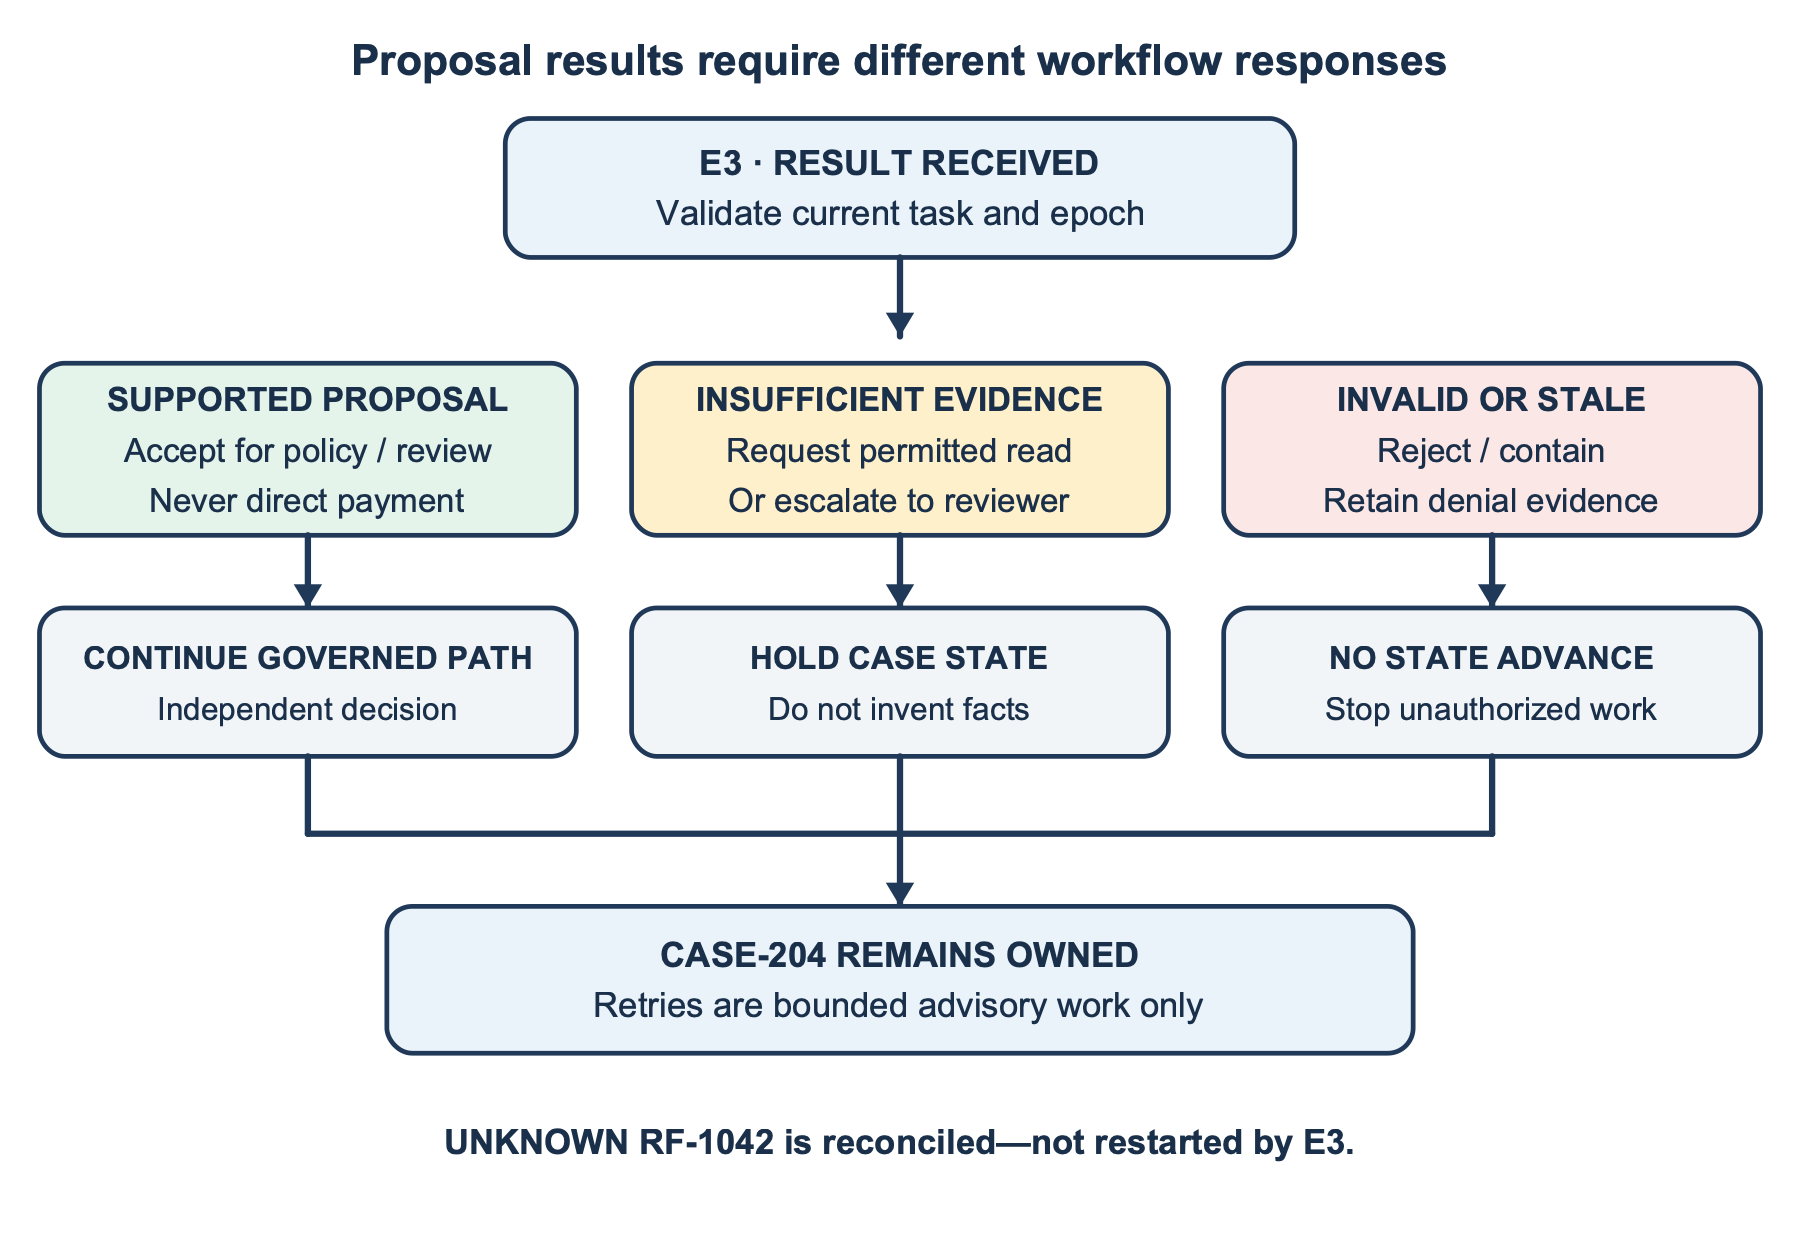 Proposal results require different workflow responses
E3 · RESULT RECEIVED
Validate current task and epoch
SUPPORTED PROPOSAL
Accept for policy / review
Never direct payment
INSUFFICIENT EVIDENCE
Request permitted read
Or escalate to reviewer
INVALID OR STALE
Reject / contain
Retain denial evidence
CONTINUE GOVERNED PATH
Independent decision
HOLD CASE STATE
Do not invent facts
NO STATE ADVANCE
Stop unauthorized work
CASE-204 REMAINS OWNED
Retries are bounded advisory work only
UNKNOWN RF-1042 is reconciled—not restarted by E3.